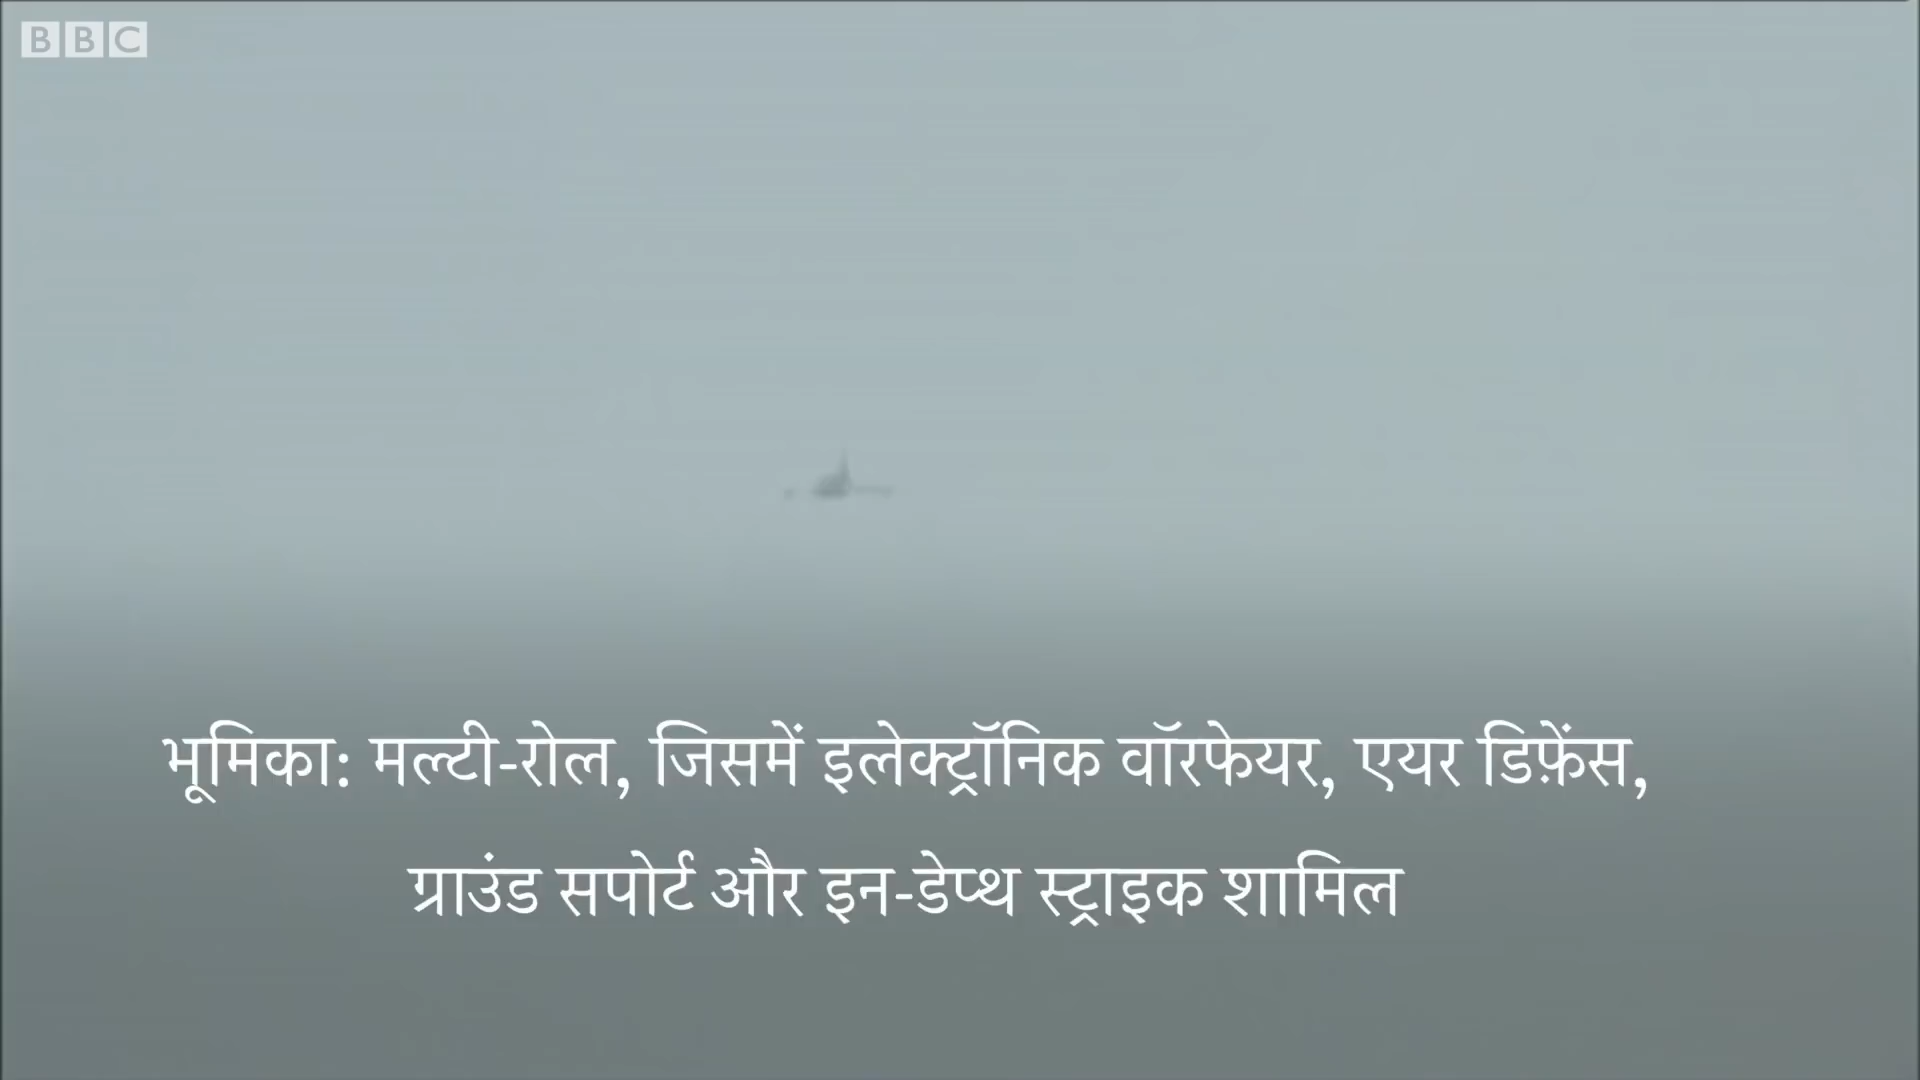 BBC
भूमिका: मल्टी-रोल, जिसमें इलेक्ट्रॉनिक वॉरफेयर, एयर डिफ़ेंस,
ग्राउंड सपोर्ट और इन-डेप्थ स्ट्राइक शामिल